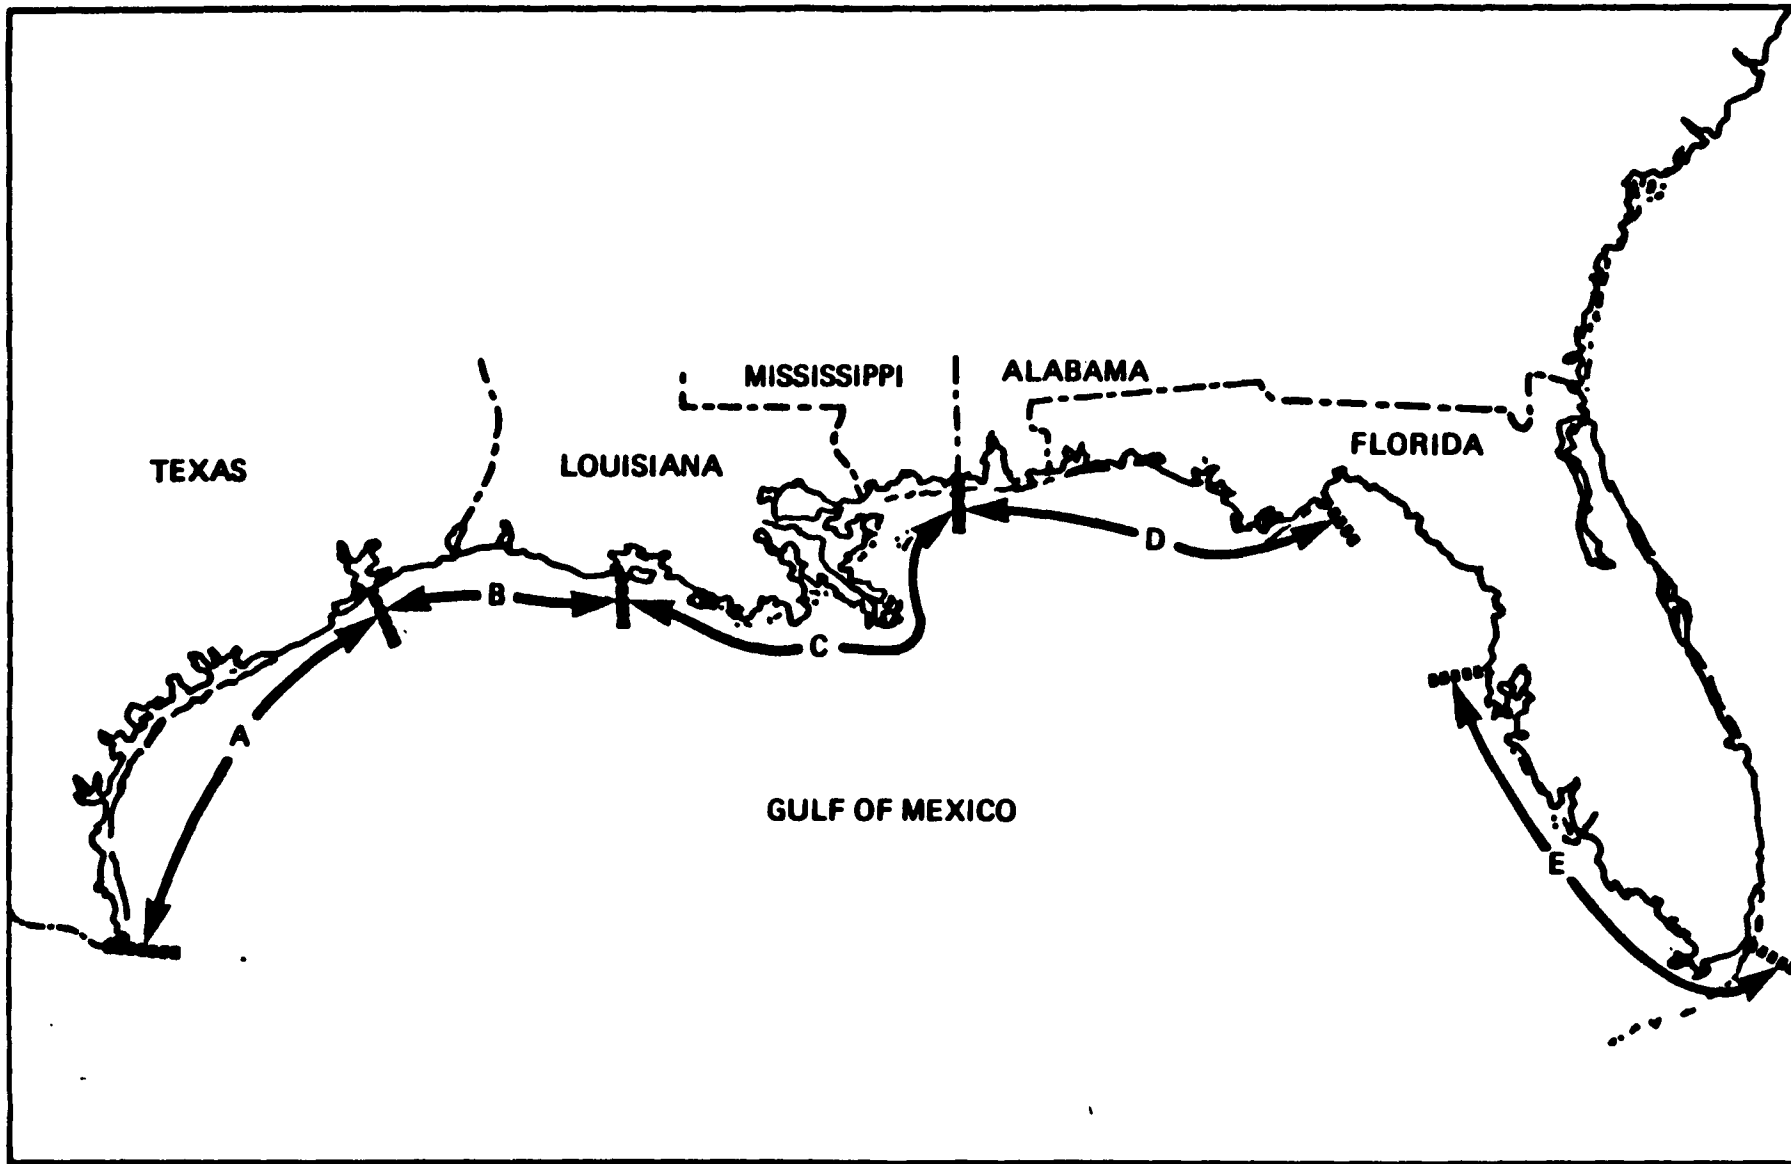 MISSISSIPPI
ALABAMA
TEXAS
LOUISIANA
FLORIDA
B
D
C
A
GULF OF MEXICO
E